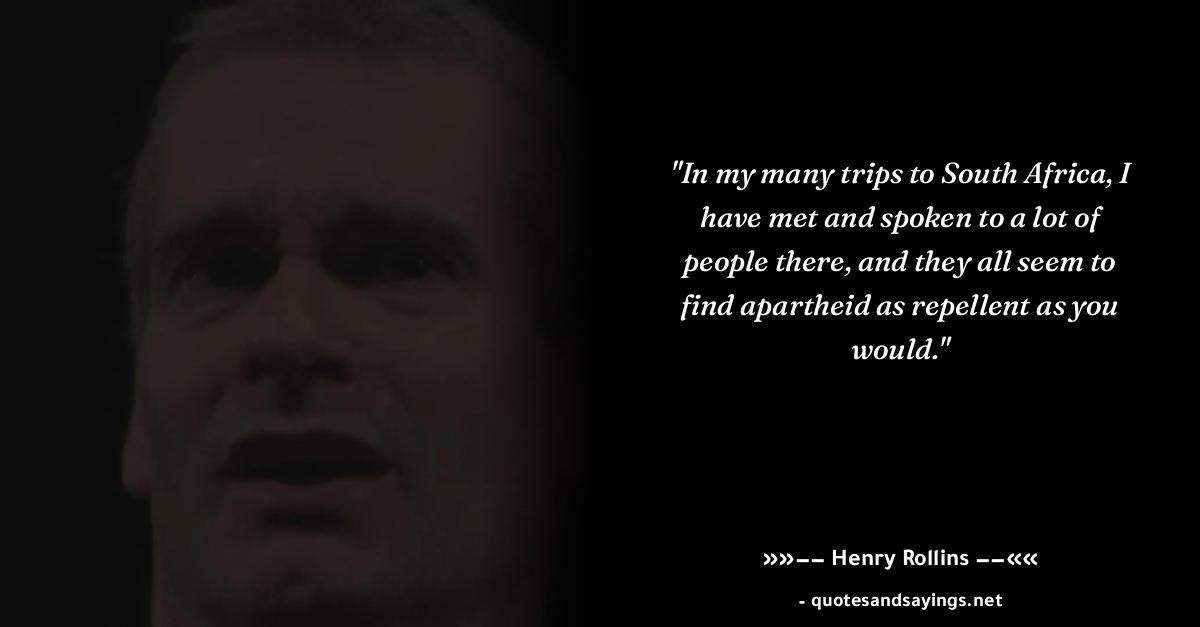 "In my many trips to South Africa, I
have met and spoken to a lot of
people there, and they all seem to
find apartheid as repellent as you
would."
»»−− Henry Rollins −−««
- quotesandsayings.net